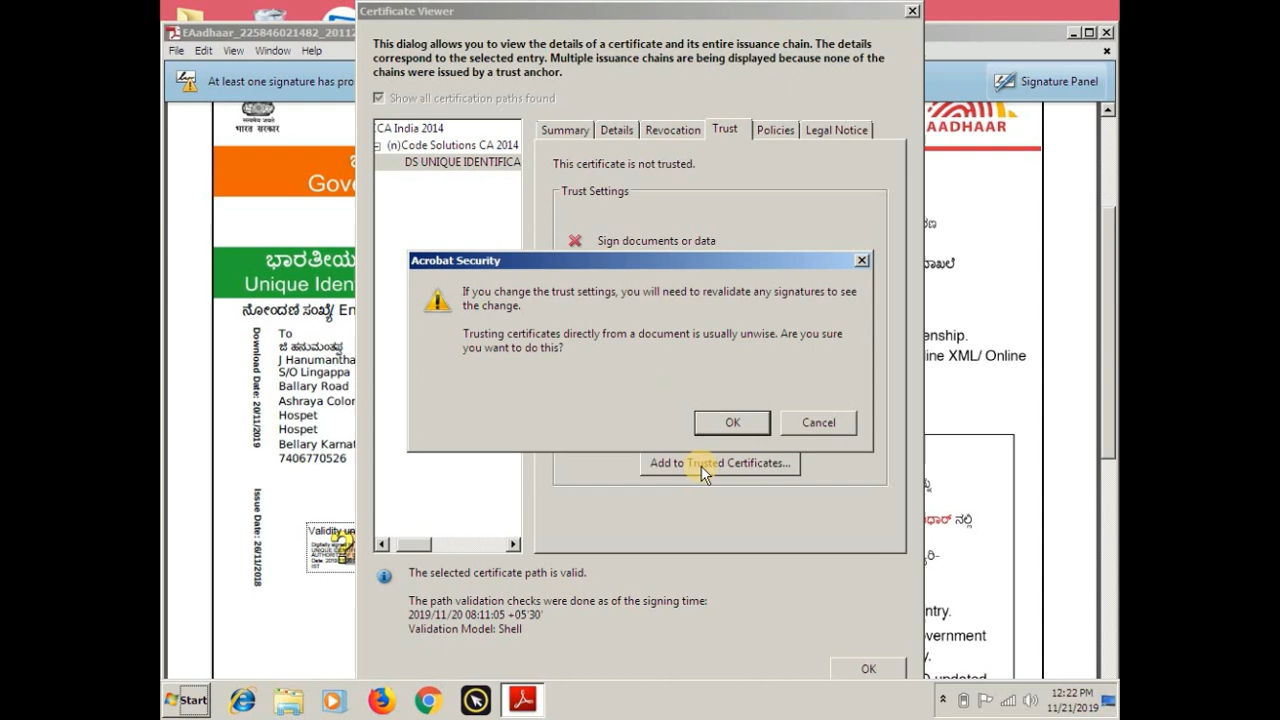 Certificate Viewer
This dialog allows you to view the details of a certificate and its entire issuance chain. The details
correspond to the selected entry. Multiple issuance chains are being displayed because none of the
chains were issued by a trust anchor.
Show all certification paths found
EAadhaar_225846021482_20112
File Edit View Window Help
At least one signature has pro
Signature Panel
CA India 2014
(n)Code Solutions CA 2014
DS UNIQUE IDENTIFICA
Summary Details Revocation Trust Policies Legal Notice
This certificate is not trusted.
Trust Settings
Sign documents or data
Acrobat Security
If you change the trust settings, you will need to revalidate any signatures to see
the change.
Trusting certificates directly from a document is usually unwise. Are you sure
you want to do this?
OK Cancel
Add to Trusted Certificates...
The selected certificate path is valid.
The path validation checks were done as of the signing time:
2019/11/20 08:11:05 +05'30'
Validation Model: Shell
OK
भारत सरकार
Gov
ಭಾರತೀಯ
Unique Iden
ನೋಂದಣಿ ಸಂಖ್ಯೆ/ En
To
ಜೆ ಹನುಮಂತಪ್ಪ
J Hanumantha
S/O Lingappa
Ballary Road
Ashraya Color
Hospet
Hospet
Bellary Karnat
7406770526
Download Date: 20/11/2019
Issue Date: 26/11/2018
Validity un
AADHAAR
nship.
ine XML/ Online
ನಲ್ಲಿ
ntry.
vernment
y.
updated
Start
12:22 PM
11/21/2019